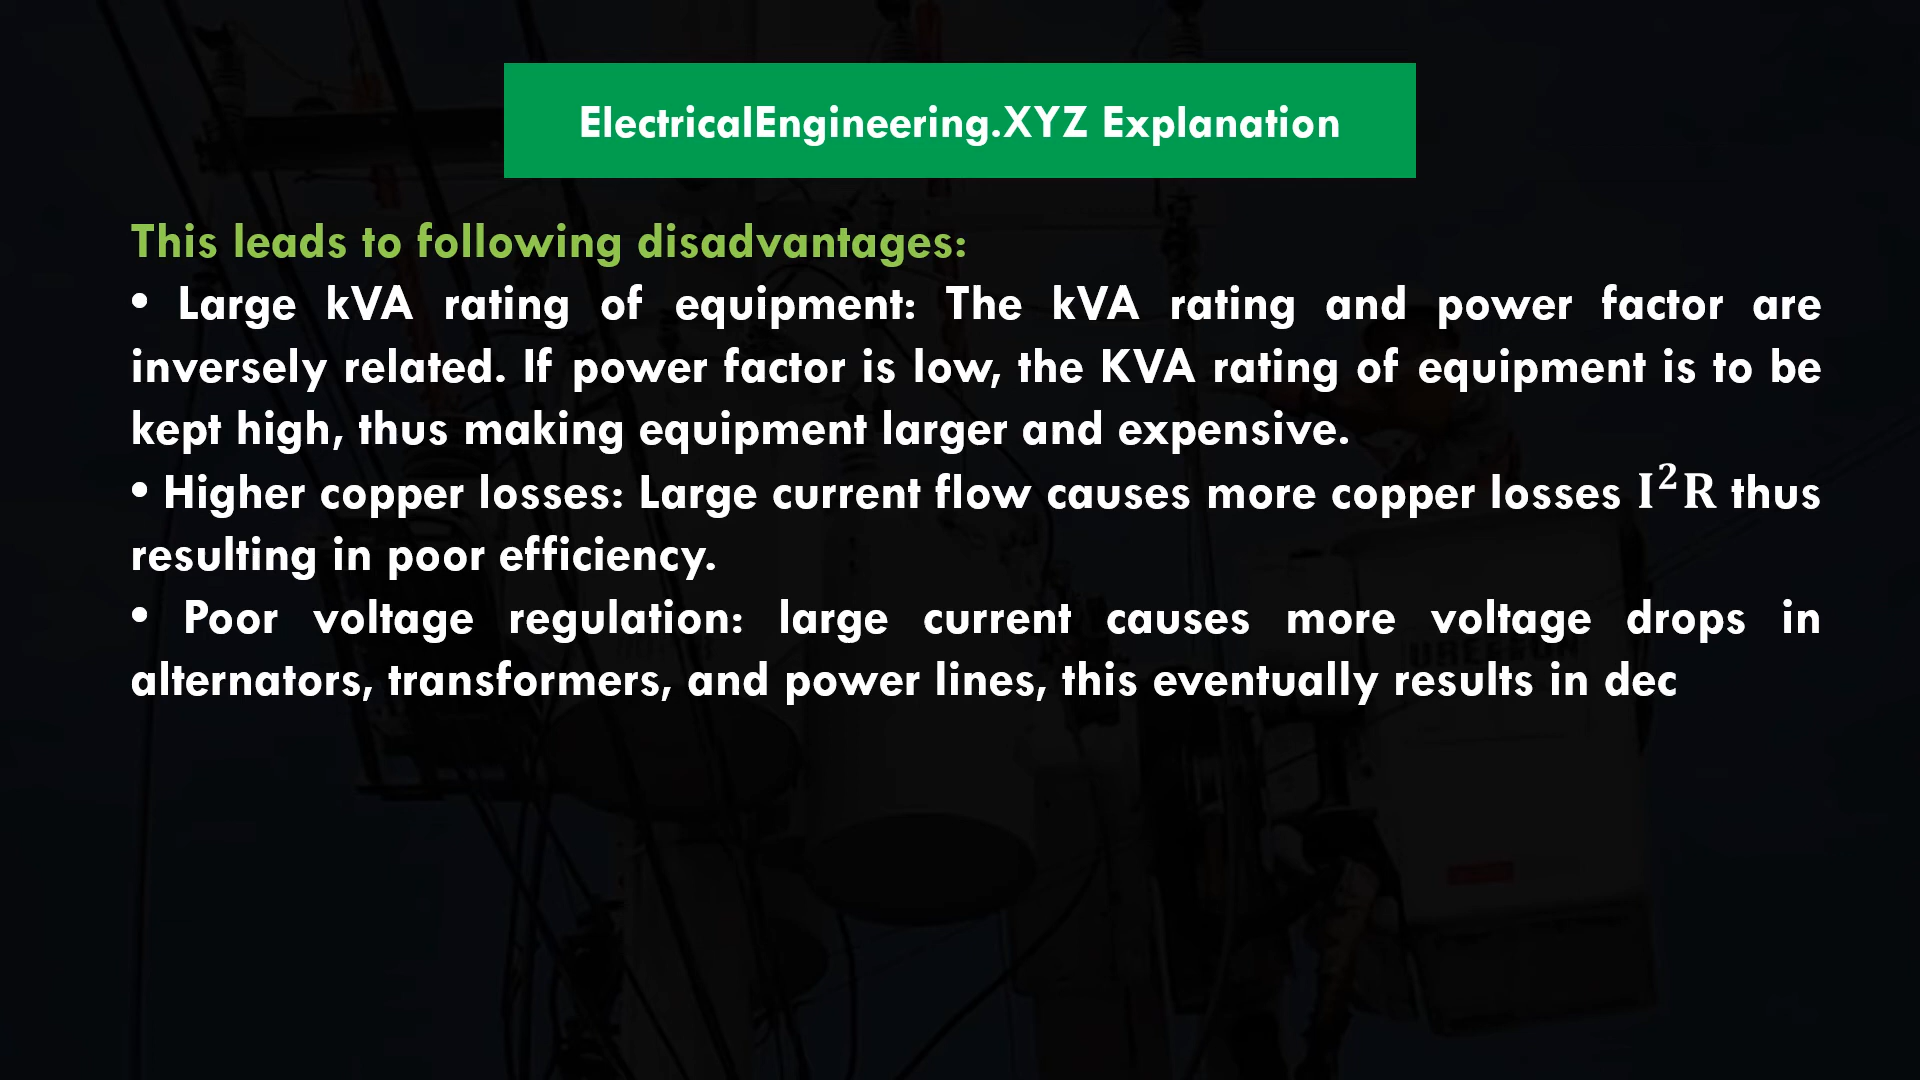 ElectricalEngineering.XYZ Explanation
This leads to following disadvantages:
• Large kVA rating of equipment: The kVA rating and power factor are
inversely related. If power factor is low, the KVA rating of equipment is to be
kept high, thus making equipment larger and expensive.
• Higher copper losses: Large current flow causes more copper losses I²R thus
resulting in poor efficiency.
• Poor voltage regulation: large current causes more voltage drops in
alternators, transformers, and power lines, this eventually results in dec